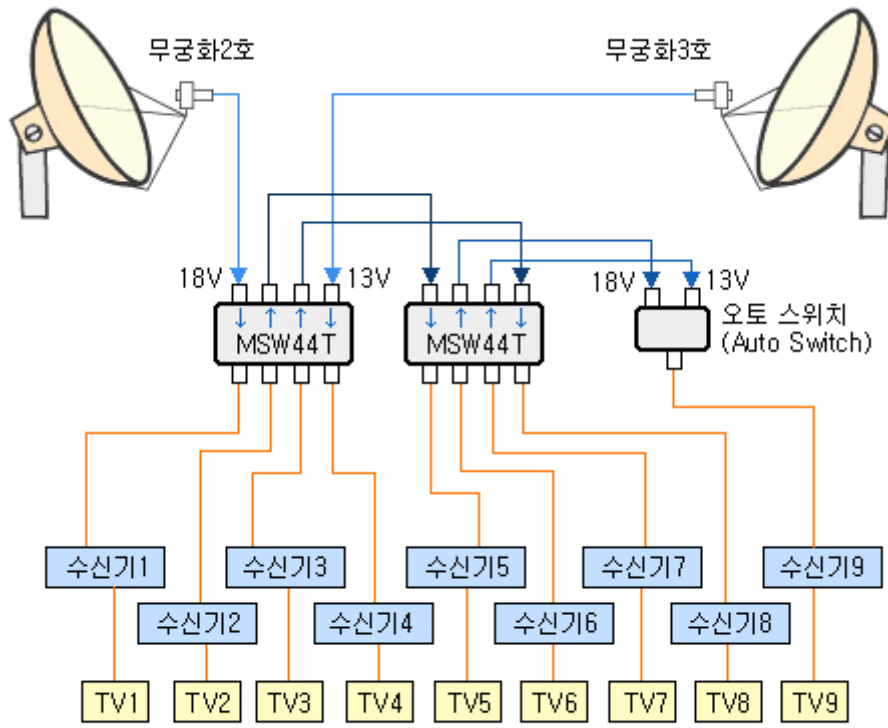 무궁화2호
무궁화3호
18V
13V
18V
13V
MSW44T
MSW44T
오토 스위치
(Auto Switch)
수신기1
수신기3
수신기5
수신기7
수신기9
수신기2
수신기4
수신기6
수신기8
TV1
TV2
TV3
TV4
TV5
TV6
TV7
TV8
TV9